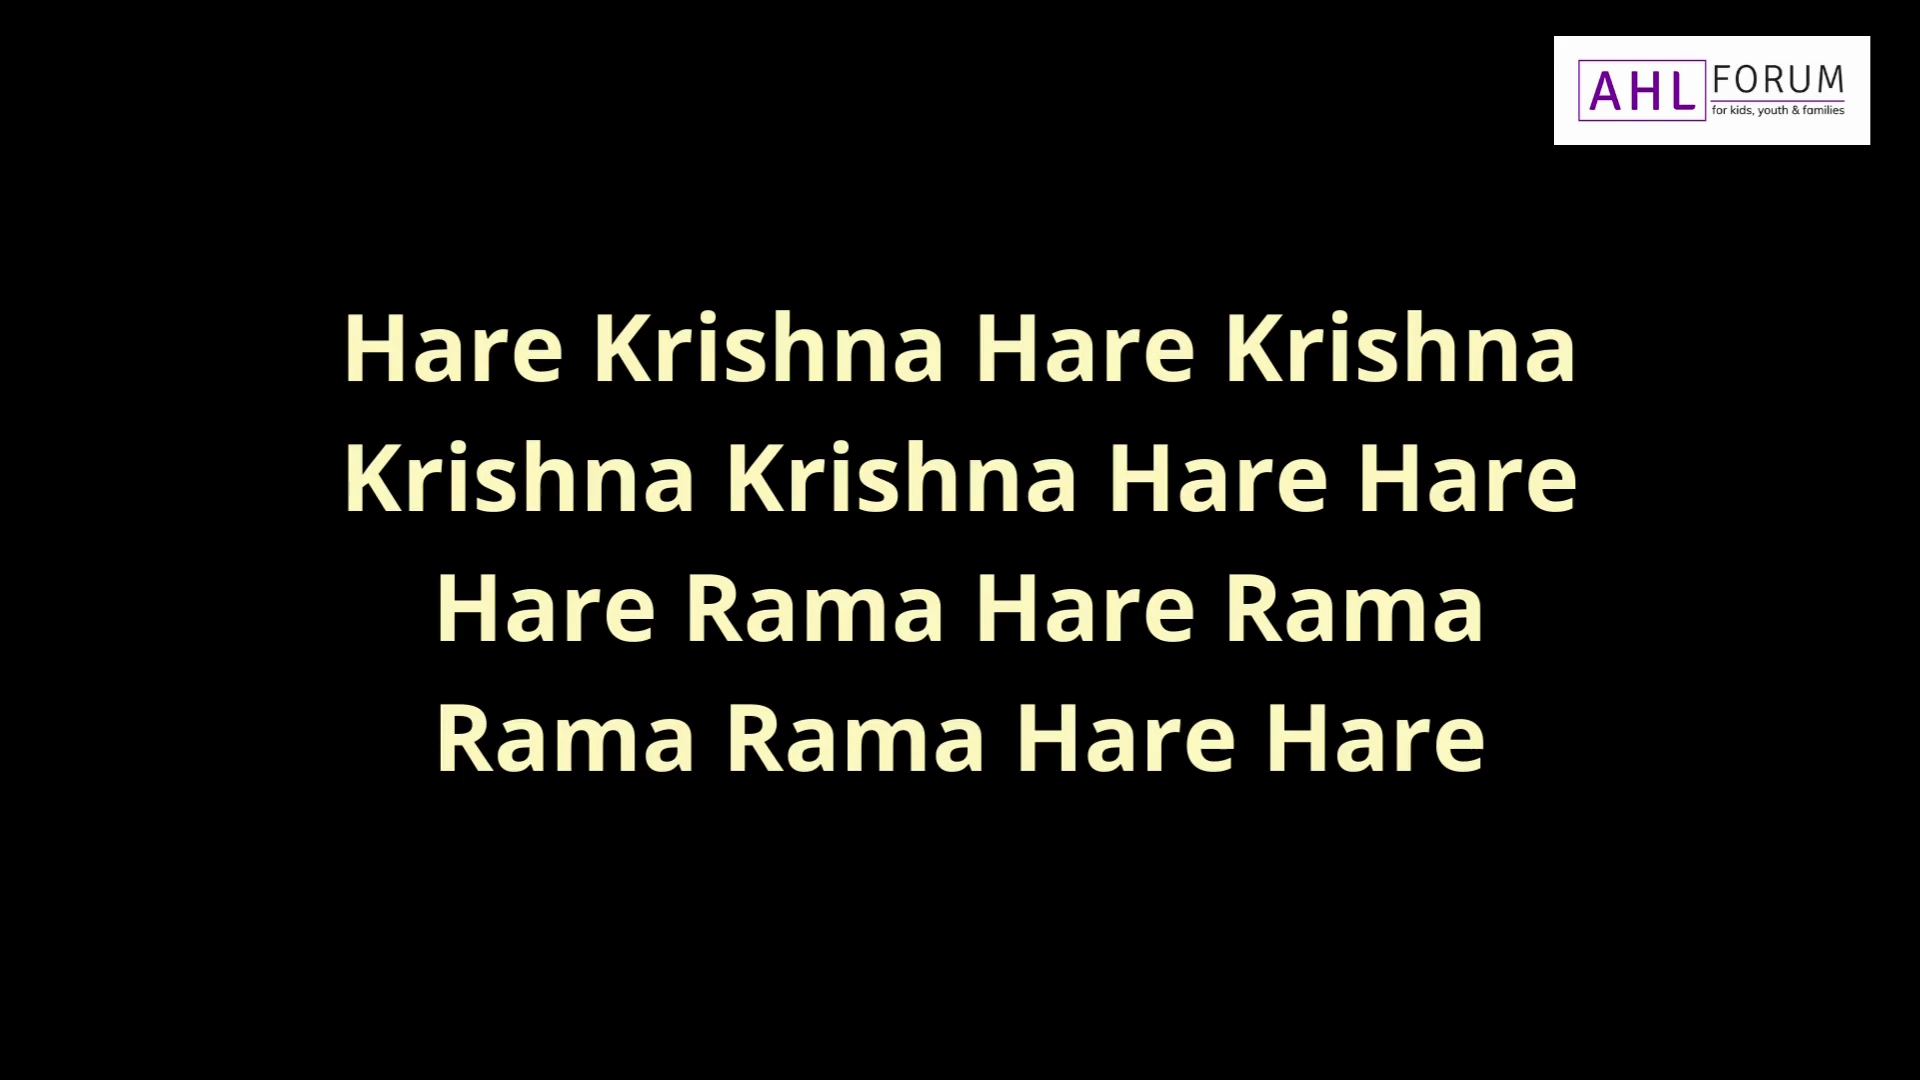 AHL FORUM
for kids, youth & families
Hare Krishna Hare Krishna
Krishna Krishna Hare Hare
Hare Rama Hare Rama
Rama Rama Hare Hare